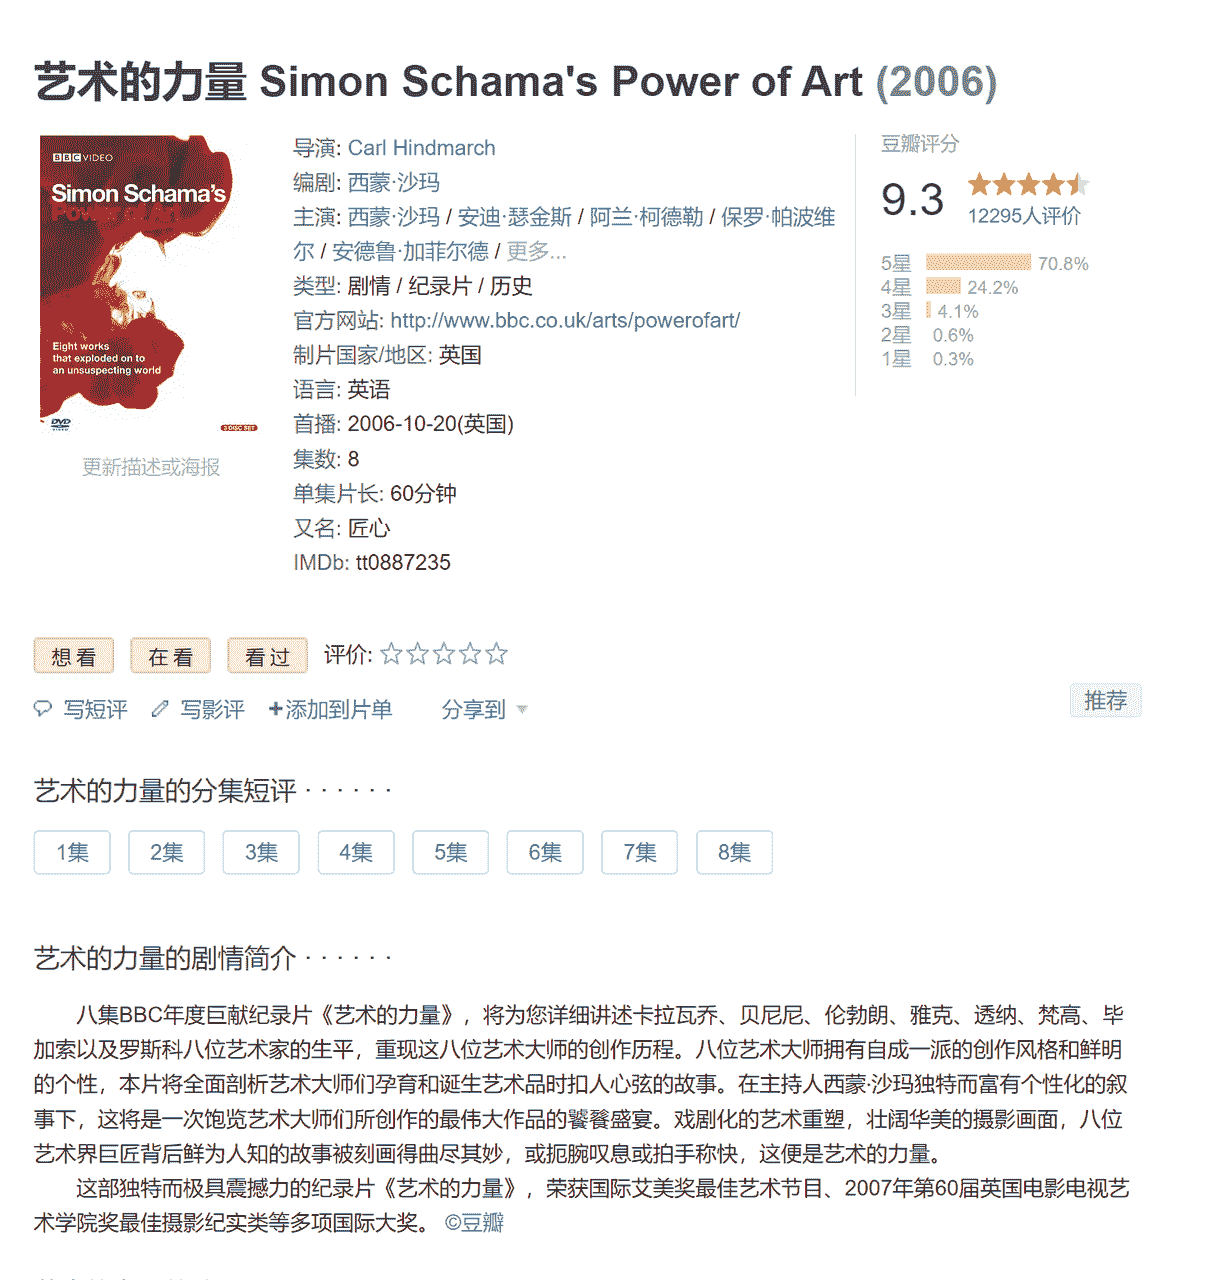 艺术的力量 Simon Schama's Power of Art (2006)
BBC VIDEO
Simon Schama's
Power of Art
Eight works
that exploded on to
an unsuspecting world
DVD
VIDEO
3 DISC SET
更新描述或海报
导演: Carl Hindmarch
编剧: 西蒙·沙玛
主演: 西蒙·沙玛 / 安迪·瑟金斯 / 阿兰·柯德勒 / 保罗·帕波维
尔 / 安德鲁·加菲尔德 / 更多...
类型: 剧情 / 纪录片 / 历史
官方网站: http://www.bbc.co.uk/arts/powerofart/
制片国家/地区: 英国
语言: 英语
首播: 2006-10-20(英国)
集数: 8
单集片长: 60分钟
又名: 匠心
IMDb: tt0887235
豆瓣评分
9.3
12295人评价
5星 70.8%
4星 24.2%
3星 4.1%
2星 0.6%
1星 0.3%
想看 在看 看过 评价:
写短评 写影评 +添加到片单 分享到
推荐
艺术的力量的分集短评 · · · · · ·
1集 2集 3集 4集 5集 6集 7集 8集
艺术的力量的剧情简介 · · · · · ·
八集BBC年度巨献纪录片《艺术的力量》，将为您详细讲述卡拉瓦乔、贝尼尼、伦勃朗、雅克、透纳、梵高、毕
加索以及罗斯科八位艺术家的生平，重现这八位艺术大师的创作历程。八位艺术大师拥有自成一派的创作风格和鲜明
的个性，本片将全面剖析艺术大师们孕育和诞生艺术品时扣人心弦的故事。在主持人西蒙·沙玛独特而富有个性化的叙
事下，这将是一次饱览艺术大师们所创作的最伟大作品的饕餮盛宴。戏剧化的艺术重塑，壮阔华美的摄影画面，八位
艺术界巨匠背后鲜为人知的故事被刻画得曲尽其妙，或扼腕叹息或拍手称快，这便是艺术的力量。
这部独特而极具震撼力的纪录片《艺术的力量》，荣获国际艾美奖最佳艺术节目、2007年第60届英国电影电视艺
术学院奖最佳摄影纪实类等多项国际大奖。 ©豆瓣